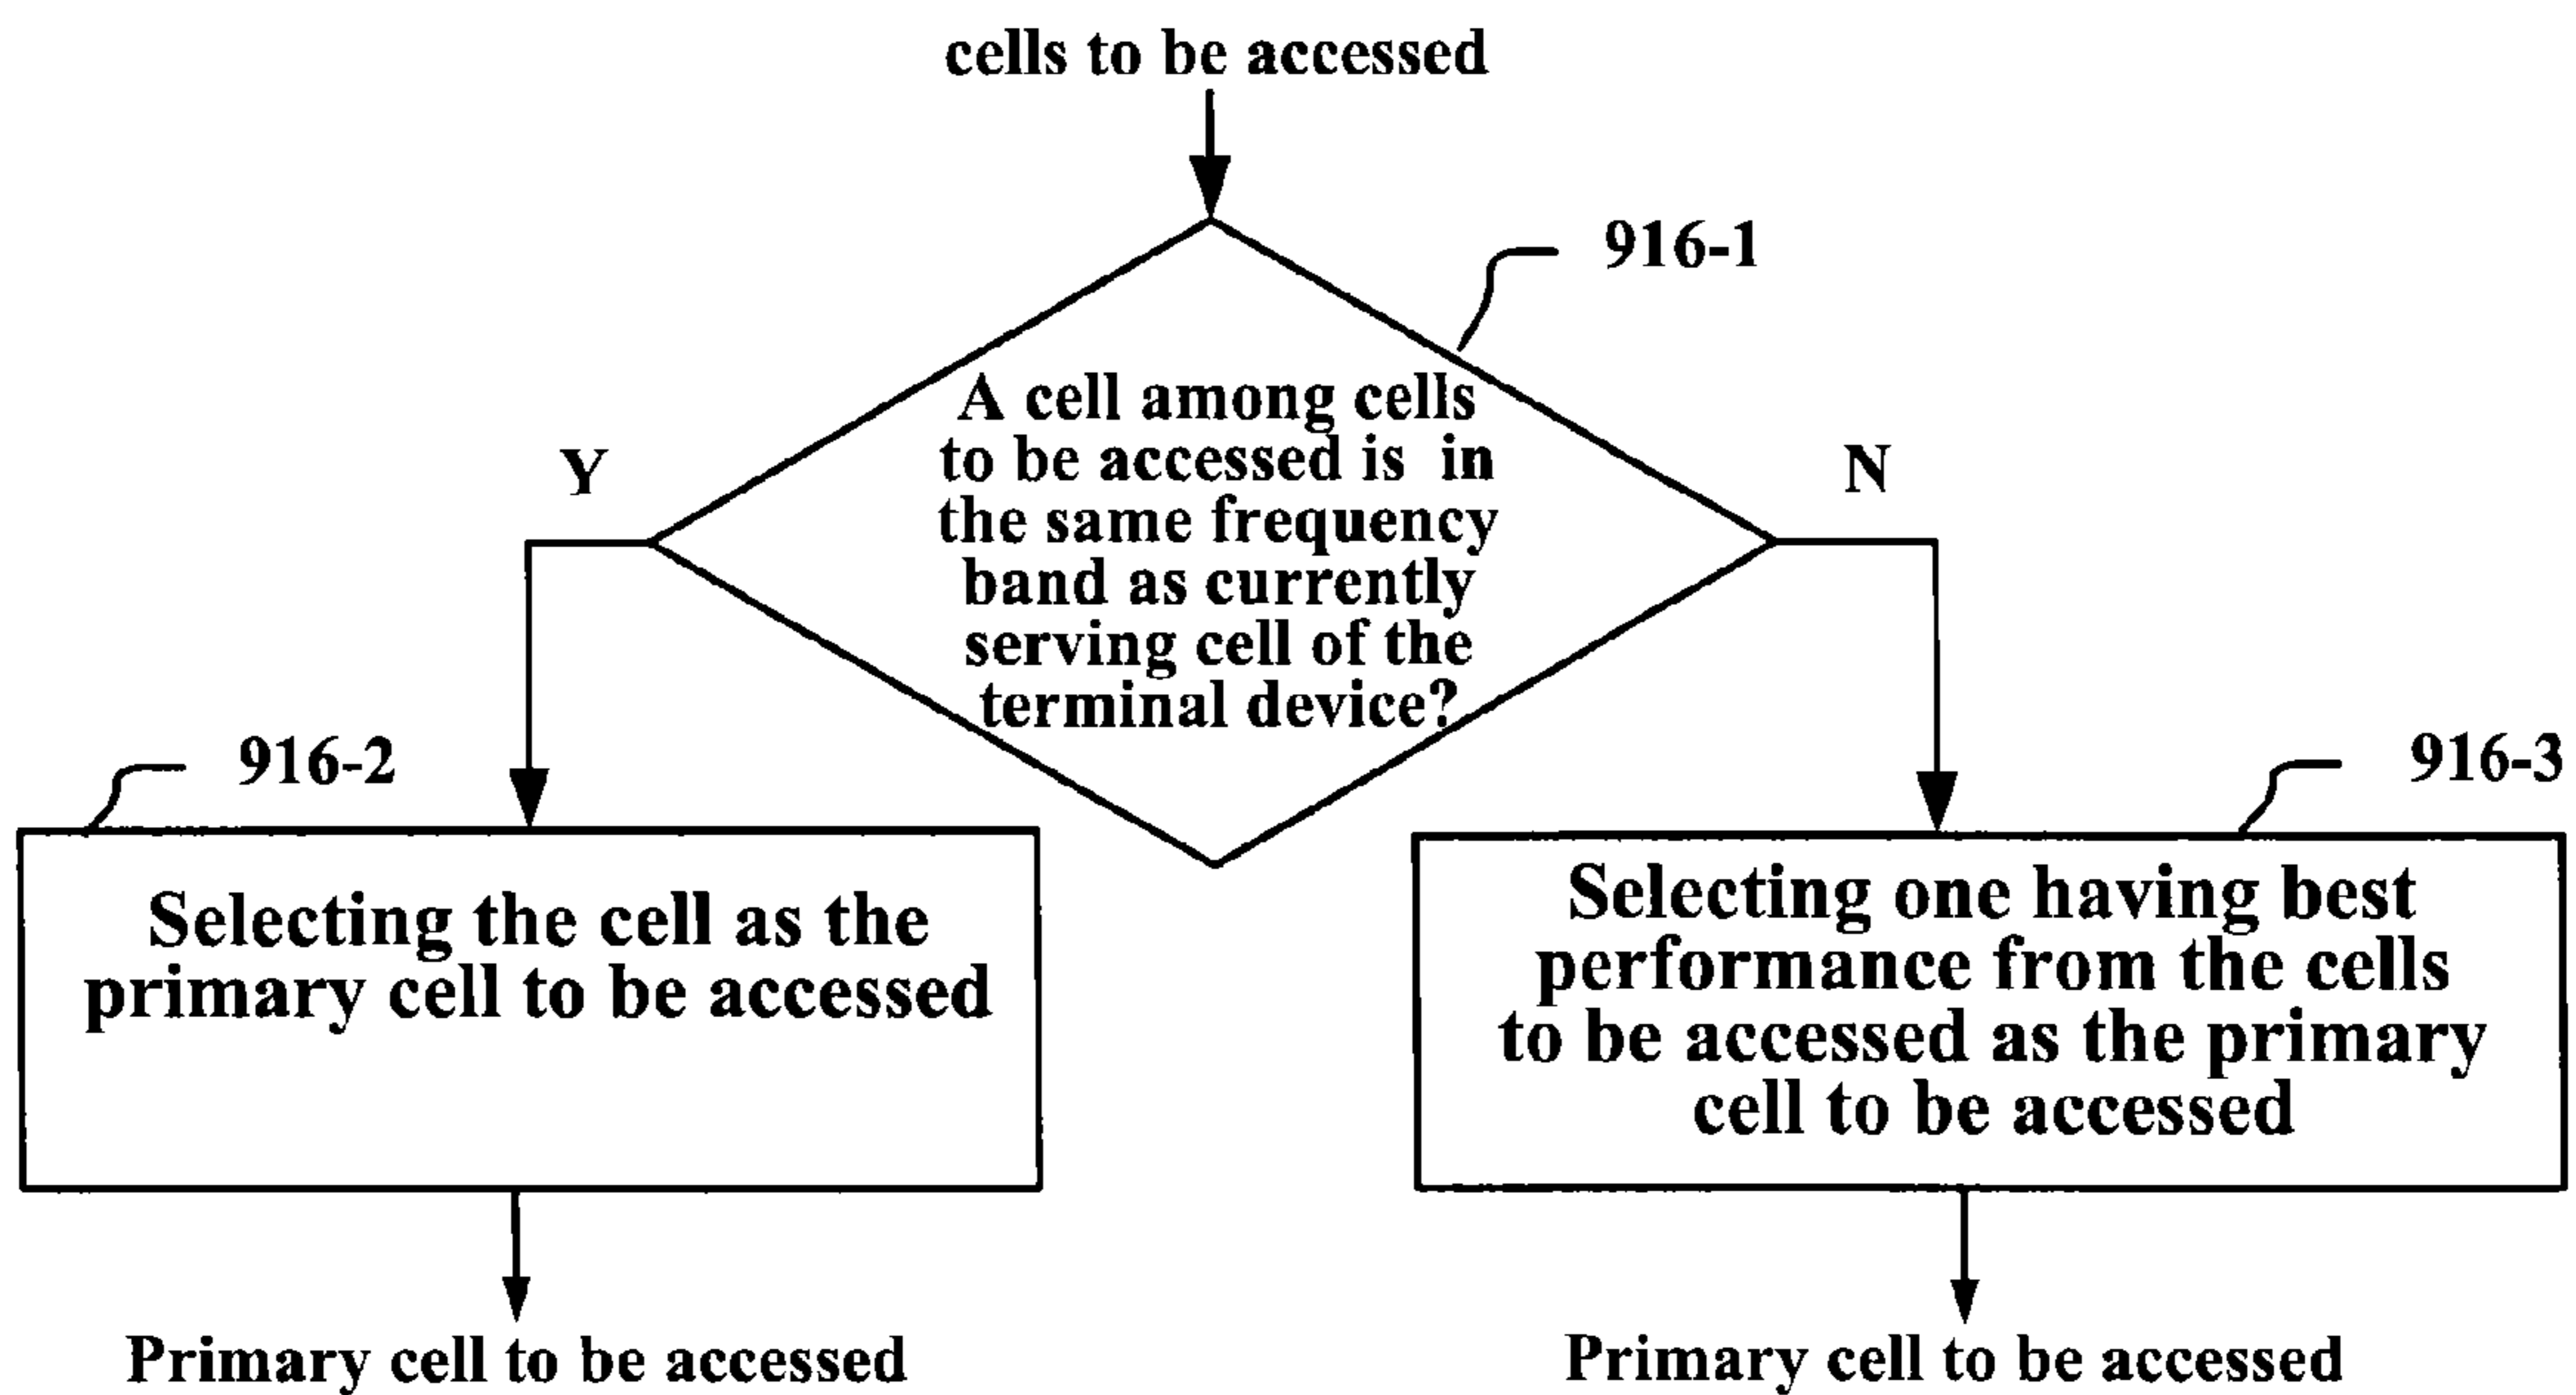 cells to be accessed
916-1
A cell among cells
to be accessed is in
the same frequency
band as currently
serving cell of the
terminal device?
Y
N
916-2
Selecting the cell as the
primary cell to be accessed
916-3
Selecting one having best
performance from the cells
to be accessed as the primary
cell to be accessed
Primary cell to be accessed
Primary cell to be accessed